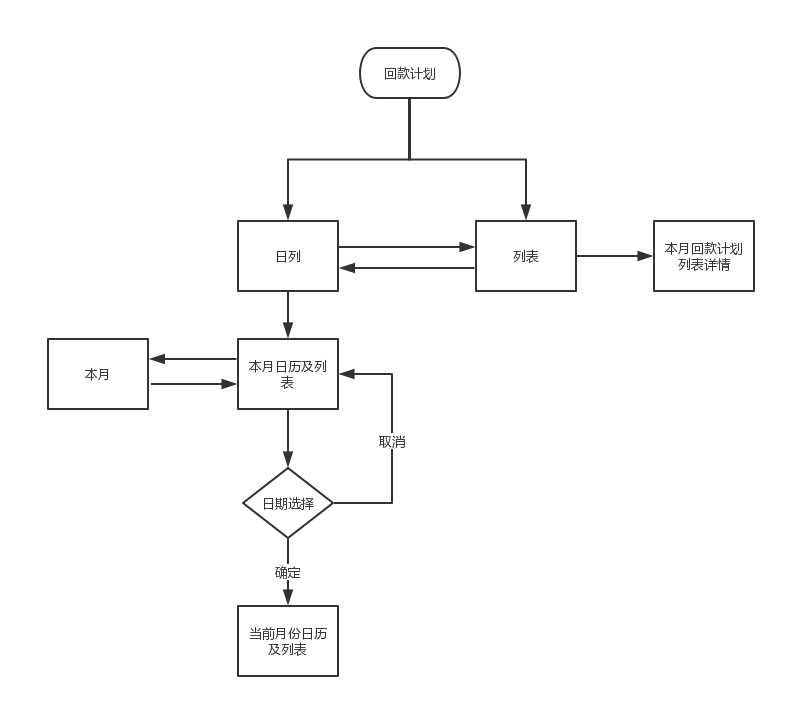 回款计划
日列
列表
本月回款计划
列表详情
本月
本月日历及列
表
取消
日期选择
确定
当前月份日历
及列表